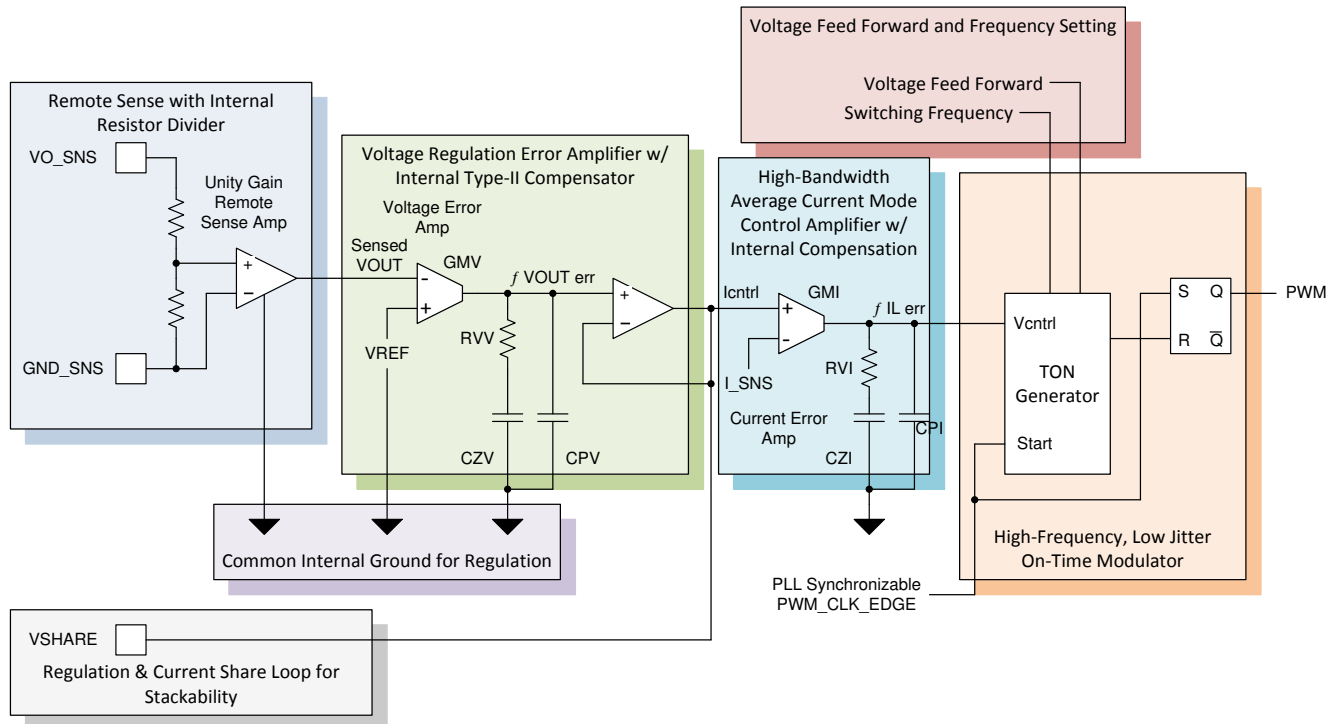 Voltage Feed Forward and Frequency Setting
Voltage Feed Forward
Switching Frequency
Remote Sense with Internal
Resistor Divider
VO_SNS
Unity Gain
Remote
Sense Amp
+
−
GND_SNS
Voltage Regulation Error Amplifier w/
Internal Type-II Compensator
Voltage Error
Amp
Sensed
VOUT
GMV
-
+
VREF
ƒ VOUT err
RVV
CZV
CPV
+
−
High-Bandwidth
Average Current Mode
Control Amplifier w/
Internal Compensation
Icntrl
GMI
+
-
I_SNS
ƒ IL err
RVI
Current Error
Amp
CPI
CZI
Vcntrl
TON
Generator
Start
S Q
R Q̅
PWM
High-Frequency, Low Jitter
On-Time Modulator
PLL Synchronizable
PWM_CLK_EDGE
Common Internal Ground for Regulation
VSHARE
Regulation & Current Share Loop for
Stackability